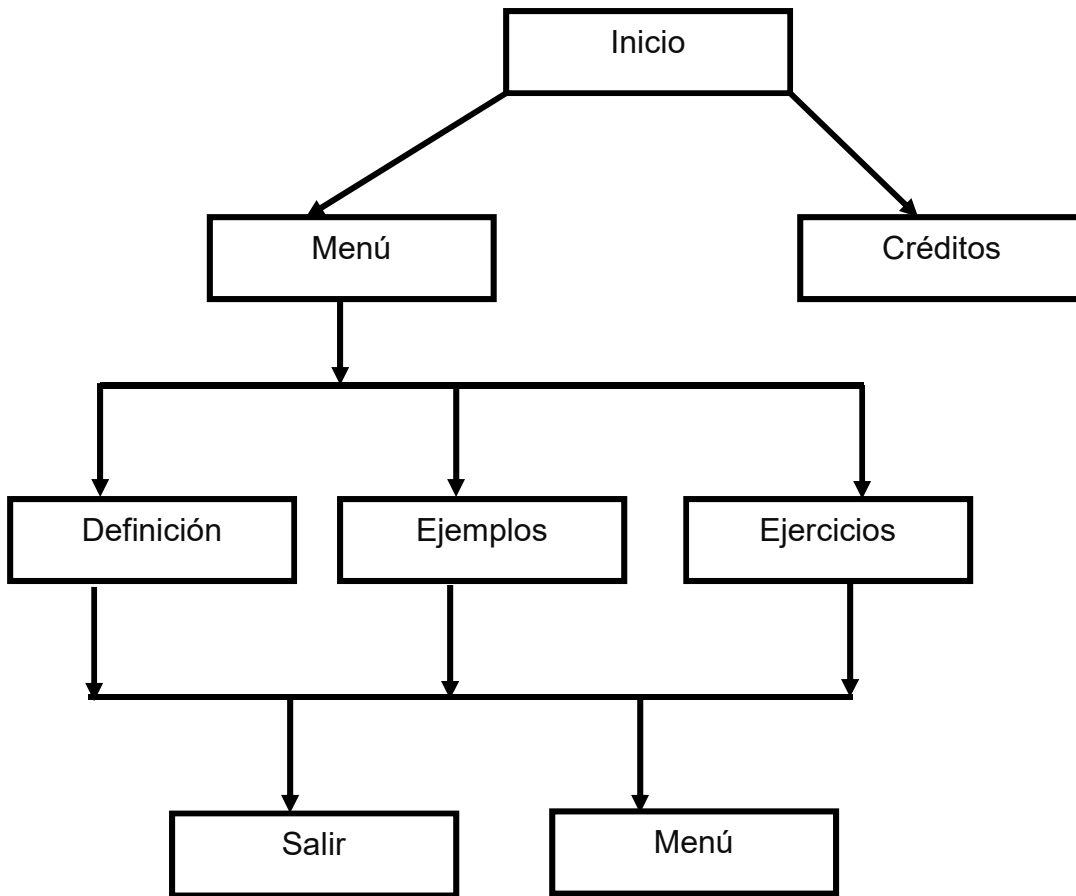 Inicio
Menú
Créditos
Definición
Ejemplos
Ejercicios
Salir
Menú